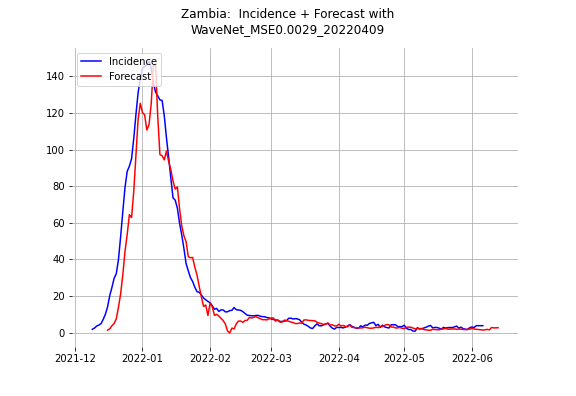 Zambia:  Incidence + Forecast with
WaveNet_MSE0.0029_20220409
Incidence
Forecast
140
120
100
80
60
40
20
0
2021-12 2022-01 2022-02 2022-03 2022-04 2022-05 2022-06